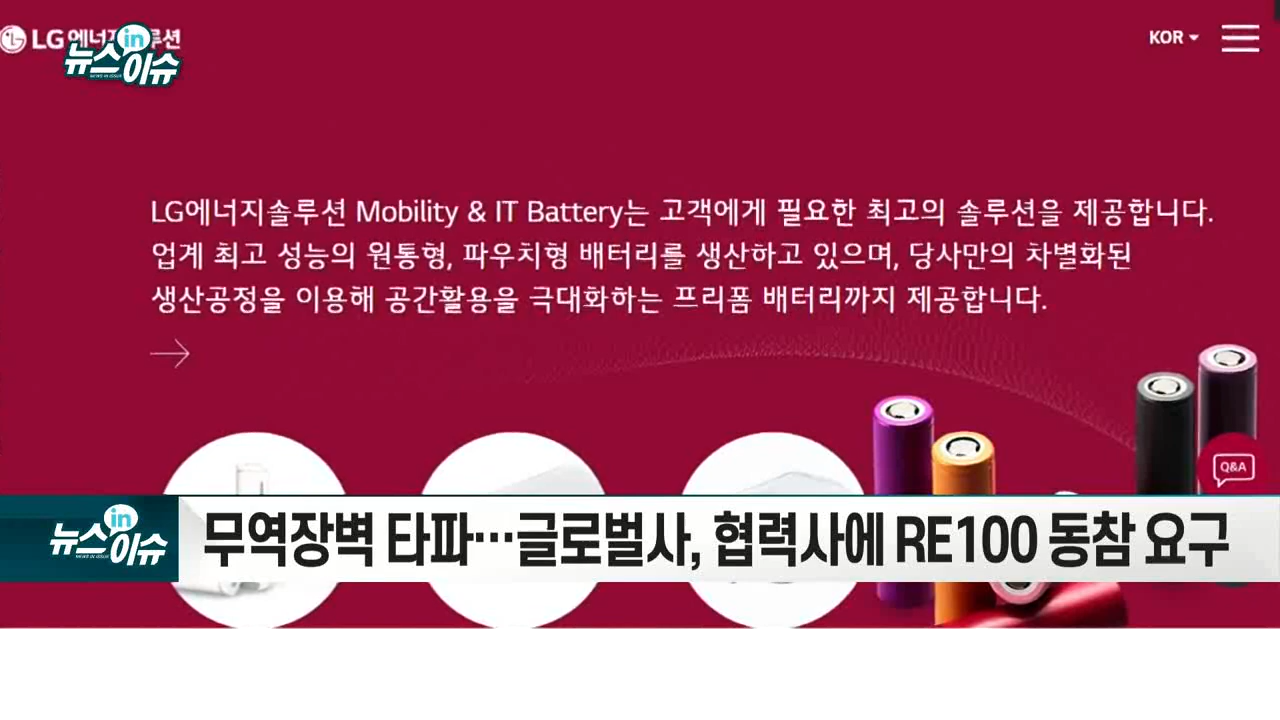 LG 에너지솔루션
뉴스in이슈
NEWS IN ISSUE
KOR
LG에너지솔루션 Mobility & IT Battery는 고객에게 필요한 최고의 솔루션을 제공합니다.
업계 최고 성능의 원통형, 파우치형 배터리를 생산하고 있으며, 당사만의 차별화된
생산공정을 이용해 공간활용을 극대화하는 프리폼 배터리까지 제공합니다.
Q&A
뉴스in이슈
NEWS IN ISSUE
무역장벽 타파…글로벌사, 협력사에 RE100 동참 요구